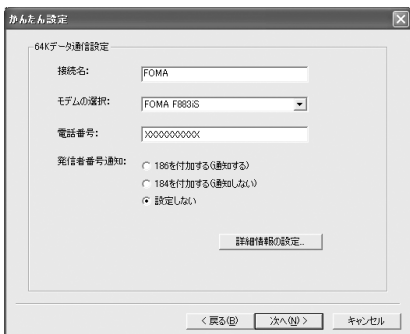 かんたん設定
64Kデータ通信設定
接続名: FOMA
モデムの選択: FOMA F883iS
電話番号: XXXXXXXXXX
発信者番号通知: 186を付加する(通知する)
184を付加する(通知しない)
設定しない
詳細情報の設定...
< 戻る(B) 次へ(N) > キャンセル